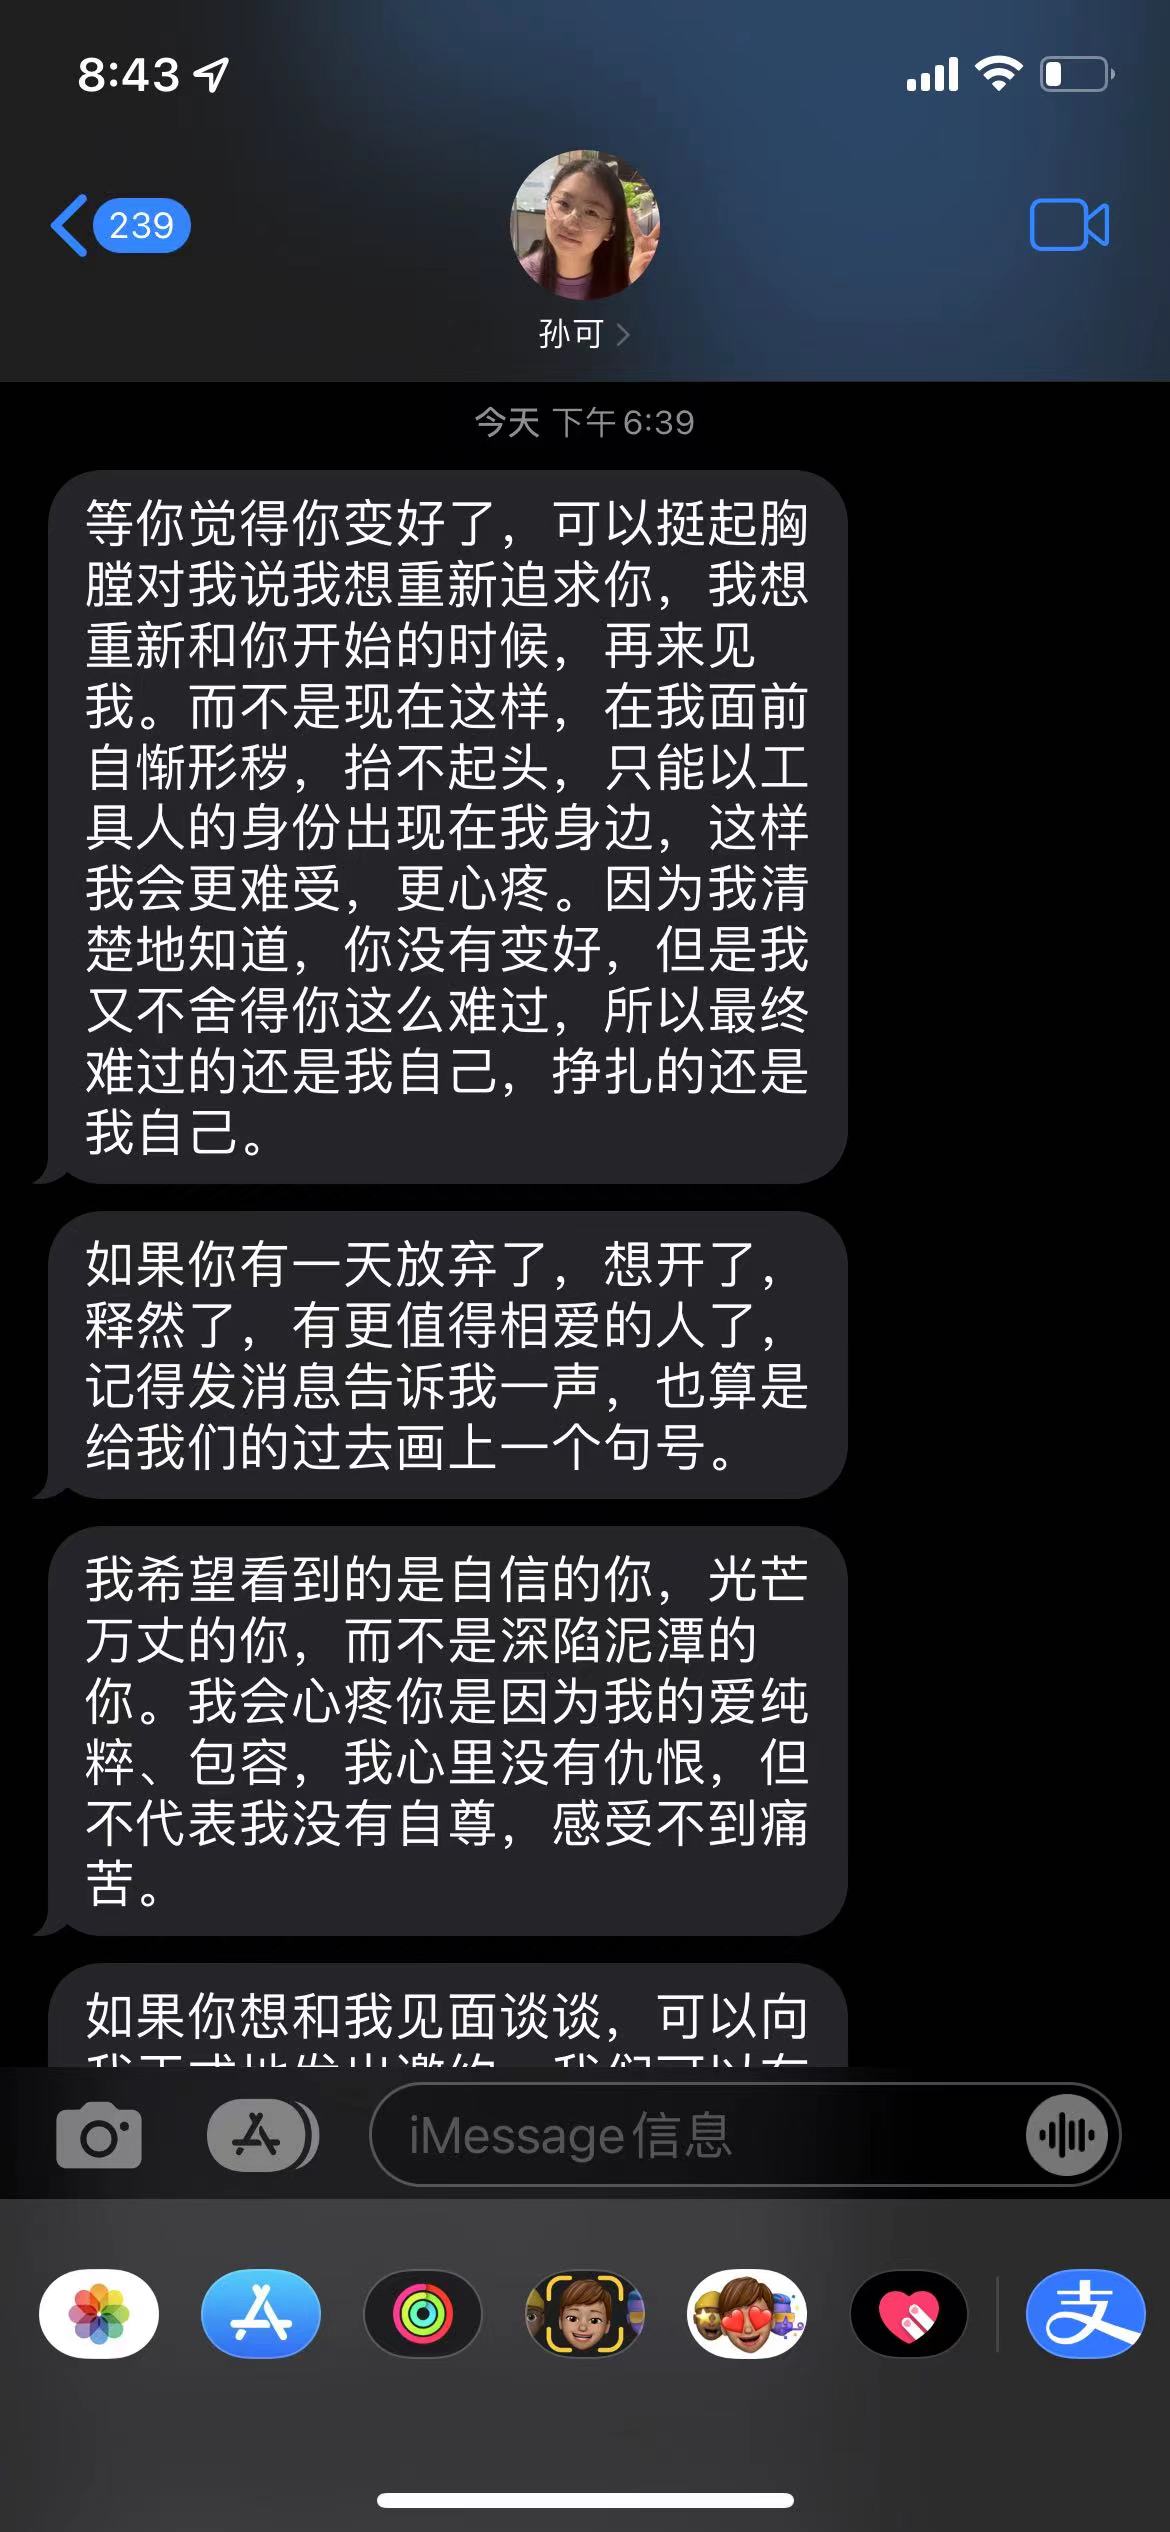 8:43
239
孙可
今天 下午6:39
等你觉得你变好了，可以挺起胸
膛对我说我想重新追求你，我想
重新和你开始的时候，再来见
我。而不是现在这样，在我面前
自惭形秽，抬不起头，只能以工
具人的身份出现在我身边，这样
我会更难受，更心疼。因为我清
楚地知道，你没有变好，但是我
又不舍得你这么难过，所以最终
难过的还是我自己，挣扎的还是
我自己。
如果你有一天放弃了，想开了，
释然了，有更值得相爱的人了，
记得发消息告诉我一声，也算是
给我们的过去画上一个句号。
我希望看到的是自信的你，光芒
万丈的你，而不是深陷泥潭的
你。我会心疼你是因为我的爱纯
粹、包容，我心里没有仇恨，但
不代表我没有自尊，感受不到痛
苦。
如果你想和我见面谈谈，可以向
我正式地发出邀约，我们可以在
iMessage信息
支